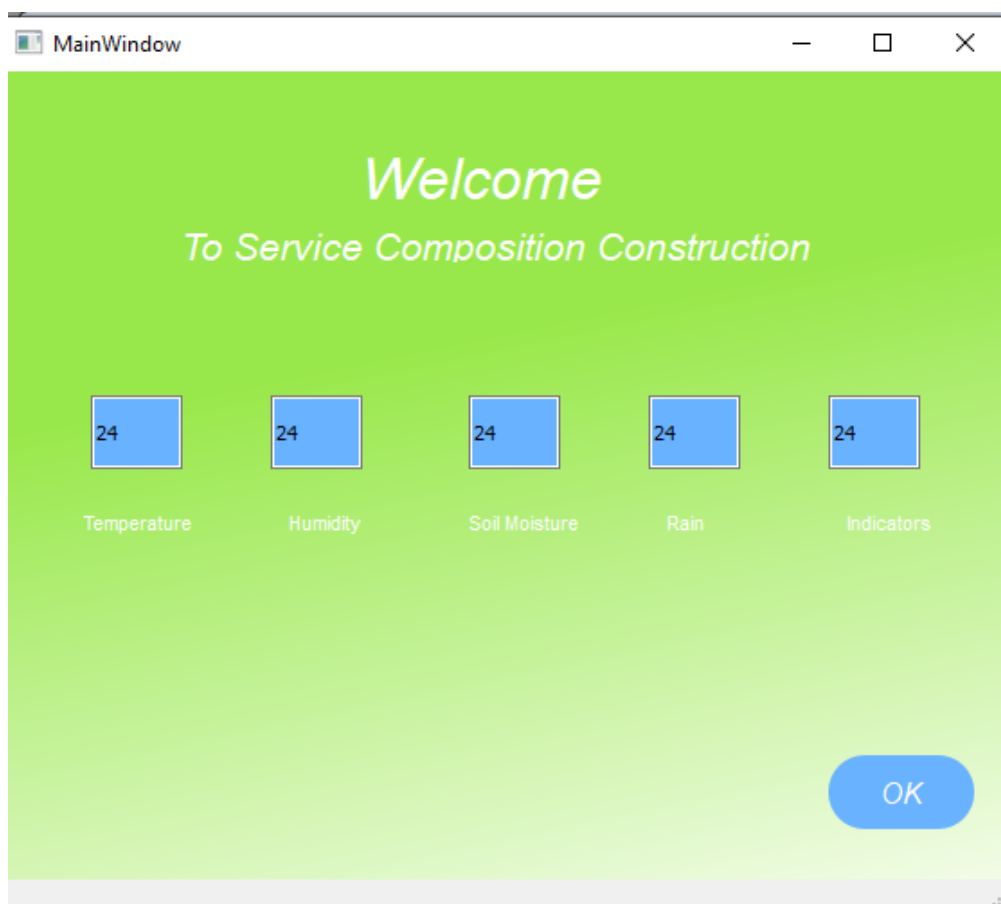 MainWindow
Welcome
To Service Composition Construction
24 24 24 24 24
Temperature Humidity Soil Moisture Rain Indicators
OK